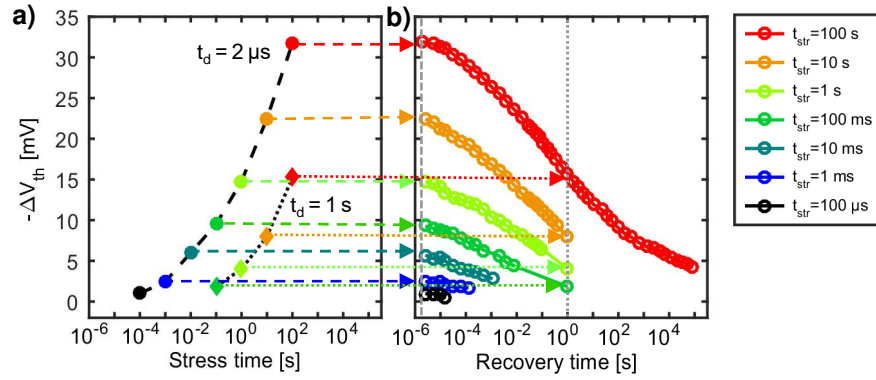 a)
b)
-ΔVth [mV]
35
30
25
20
15
10
5
0
t_d = 2 µs
t_d = 1 s
10^-6 10^-4 10^-2 10^0 10^2 10^4
Stress time [s]
10^-6 10^-4 10^-2 10^0 10^2 10^4
Recovery time [s]
t_str=100 s
t_str=10 s
t_str=1 s
t_str=100 ms
t_str=10 ms
t_str=1 ms
t_str=100 µs